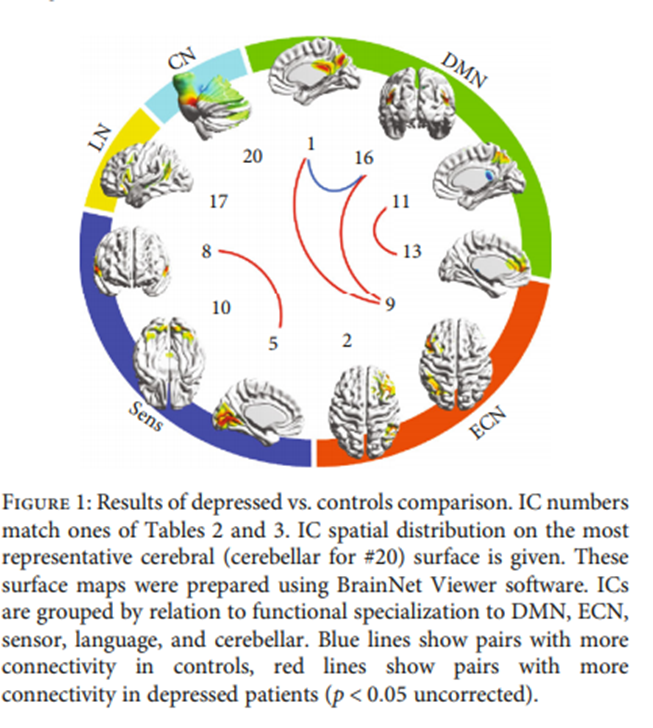 CN
DMN
LN
20
1
16
17
11
8
13
10
9
5
2
Sens
ECN
FIGURE 1: Results of depressed vs. controls comparison. IC numbers
match ones of Tables 2 and 3. IC spatial distribution on the most
representative cerebral (cerebellar for #20) surface is given. These
surface maps were prepared using BrainNet Viewer software. ICs
are grouped by relation to functional specialization to DMN, ECN,
sensor, language, and cerebellar. Blue lines show pairs with more
connectivity in controls, red lines show pairs with more
connectivity in depressed patients (p < 0.05 uncorrected).